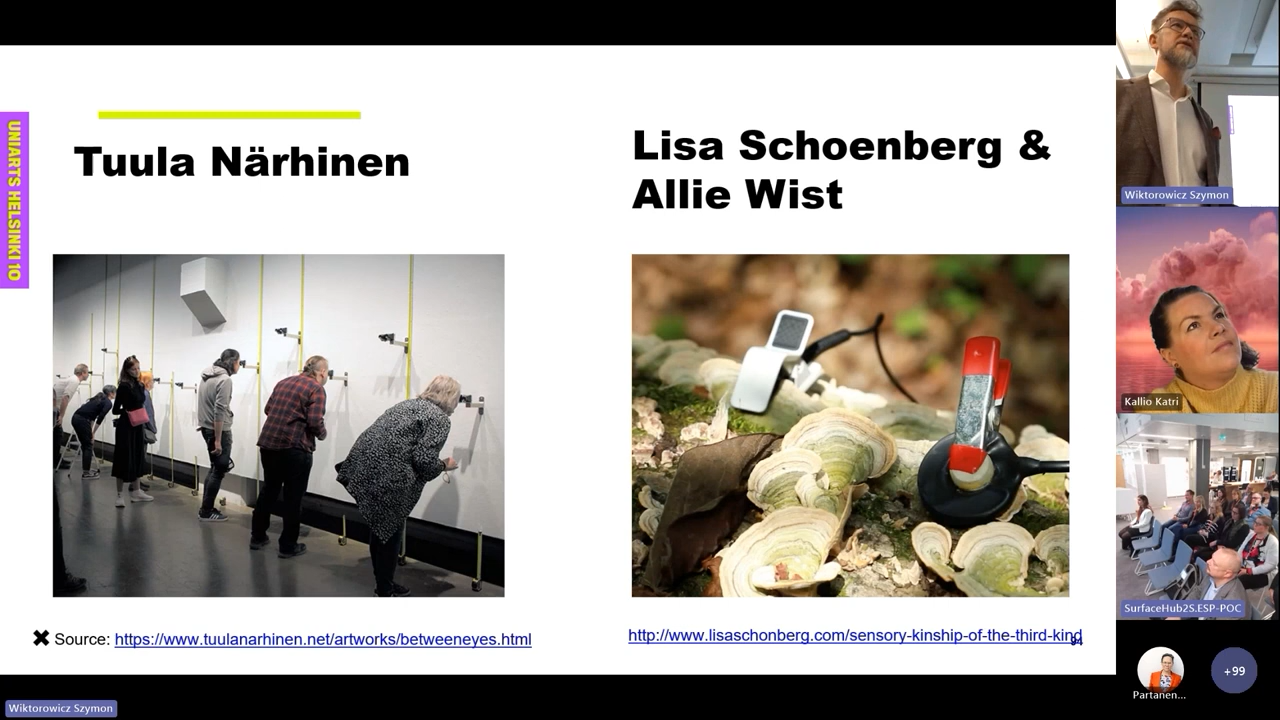 UNIARTS HELSINKI 10
Tuula Närhinen
Lisa Schoenberg &
Allie Wist
✖ Source: https://www.tuulanarhinen.net/artworks/betweeneyes.html
http://www.lisaschonberg.com/sensory-kinship-of-the-third-kind
94
Wiktorowicz Szymon
Wiktorowicz Szymon
Kallio Katri
SurfaceHub2S.ESP-POC
Partanen...
+99